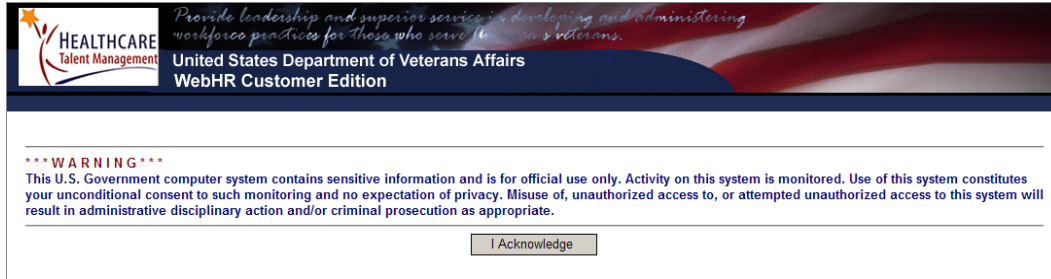 Provide leadership and superior service in developing and administering
workforce practices for those who serve America's veterans.
HEALTHCARE
Talent Management
United States Department of Veterans Affairs
WebHR Customer Edition
***WARNING***
This U.S. Government computer system contains sensitive information and is for official use only. Activity on this system is monitored. Use of this system constitutes
your unconditional consent to such monitoring and no expectation of privacy. Misuse of, unauthorized access to, or attempted unauthorized access to this system will
result in administrative disciplinary action and/or criminal prosecution as appropriate.
I Acknowledge